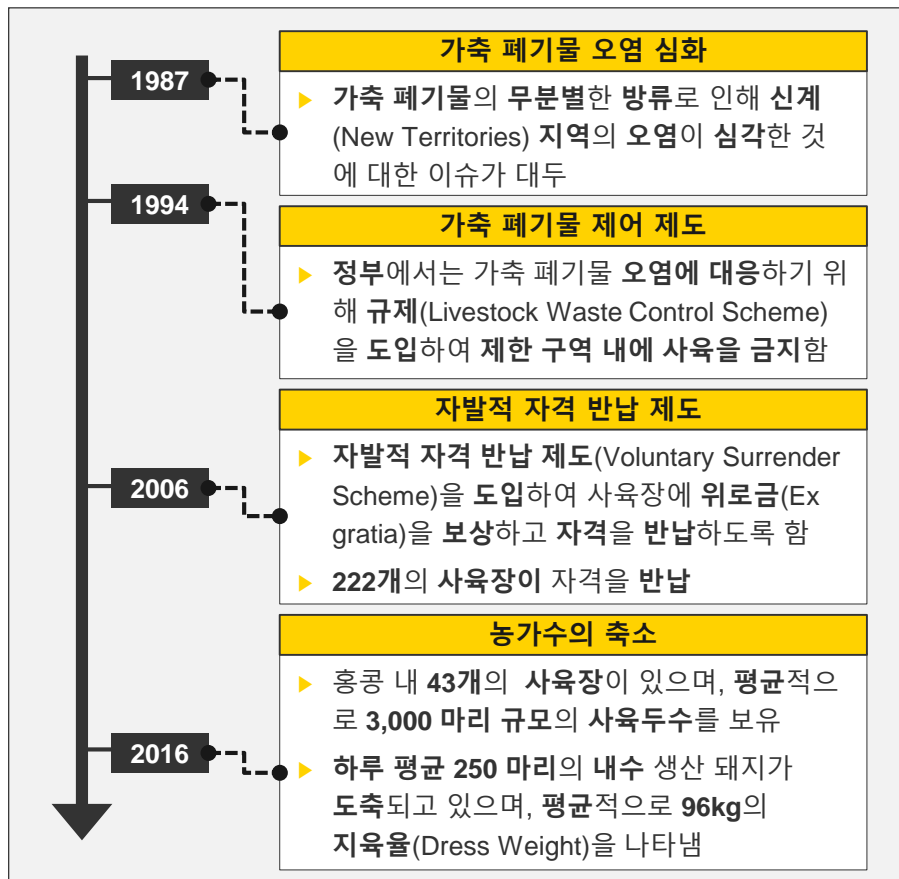 1987
가축 폐기물 오염 심화
가축 폐기물의 무분별한 방류로 인해 신계
(New Territories) 지역의 오염이 심각한 것
에 대한 이슈가 대두
1994
가축 폐기물 제어 제도
정부에서는 가축 폐기물 오염에 대응하기 위
해 규제(Livestock Waste Control Scheme)
을 도입하여 제한 구역 내에 사육을 금지함
2006
자발적 자격 반납 제도
자발적 자격 반납 제도(Voluntary Surrender
Scheme)을 도입하여 사육장에 위로금(Ex
gratia)을 보상하고 자격을 반납하도록 함
222개의 사육장이 자격을 반납
2016
농가수의 축소
홍콩 내 43개의 사육장이 있으며, 평균적으
로 3,000 마리 규모의 사육두수를 보유
하루 평균 250 마리의 내수 생산 돼지가
도축되고 있으며, 평균적으로 96kg의
지육율(Dress Weight)을 나타냄